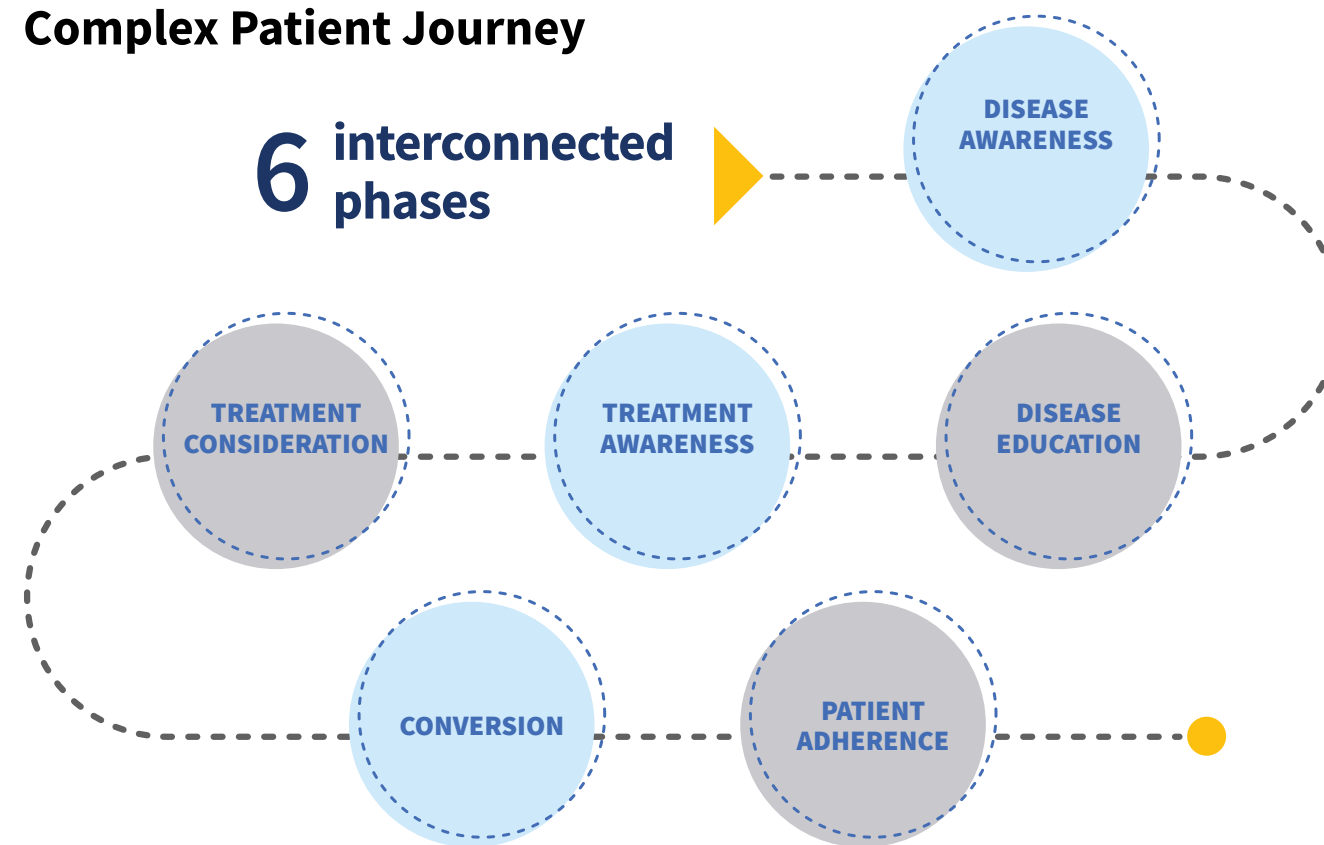 Complex Patient Journey
6 interconnected
phases
DISEASE
AWARENESS
DISEASE
EDUCATION
TREATMENT
AWARENESS
TREATMENT
CONSIDERATION
CONVERSION
PATIENT
ADHERENCE